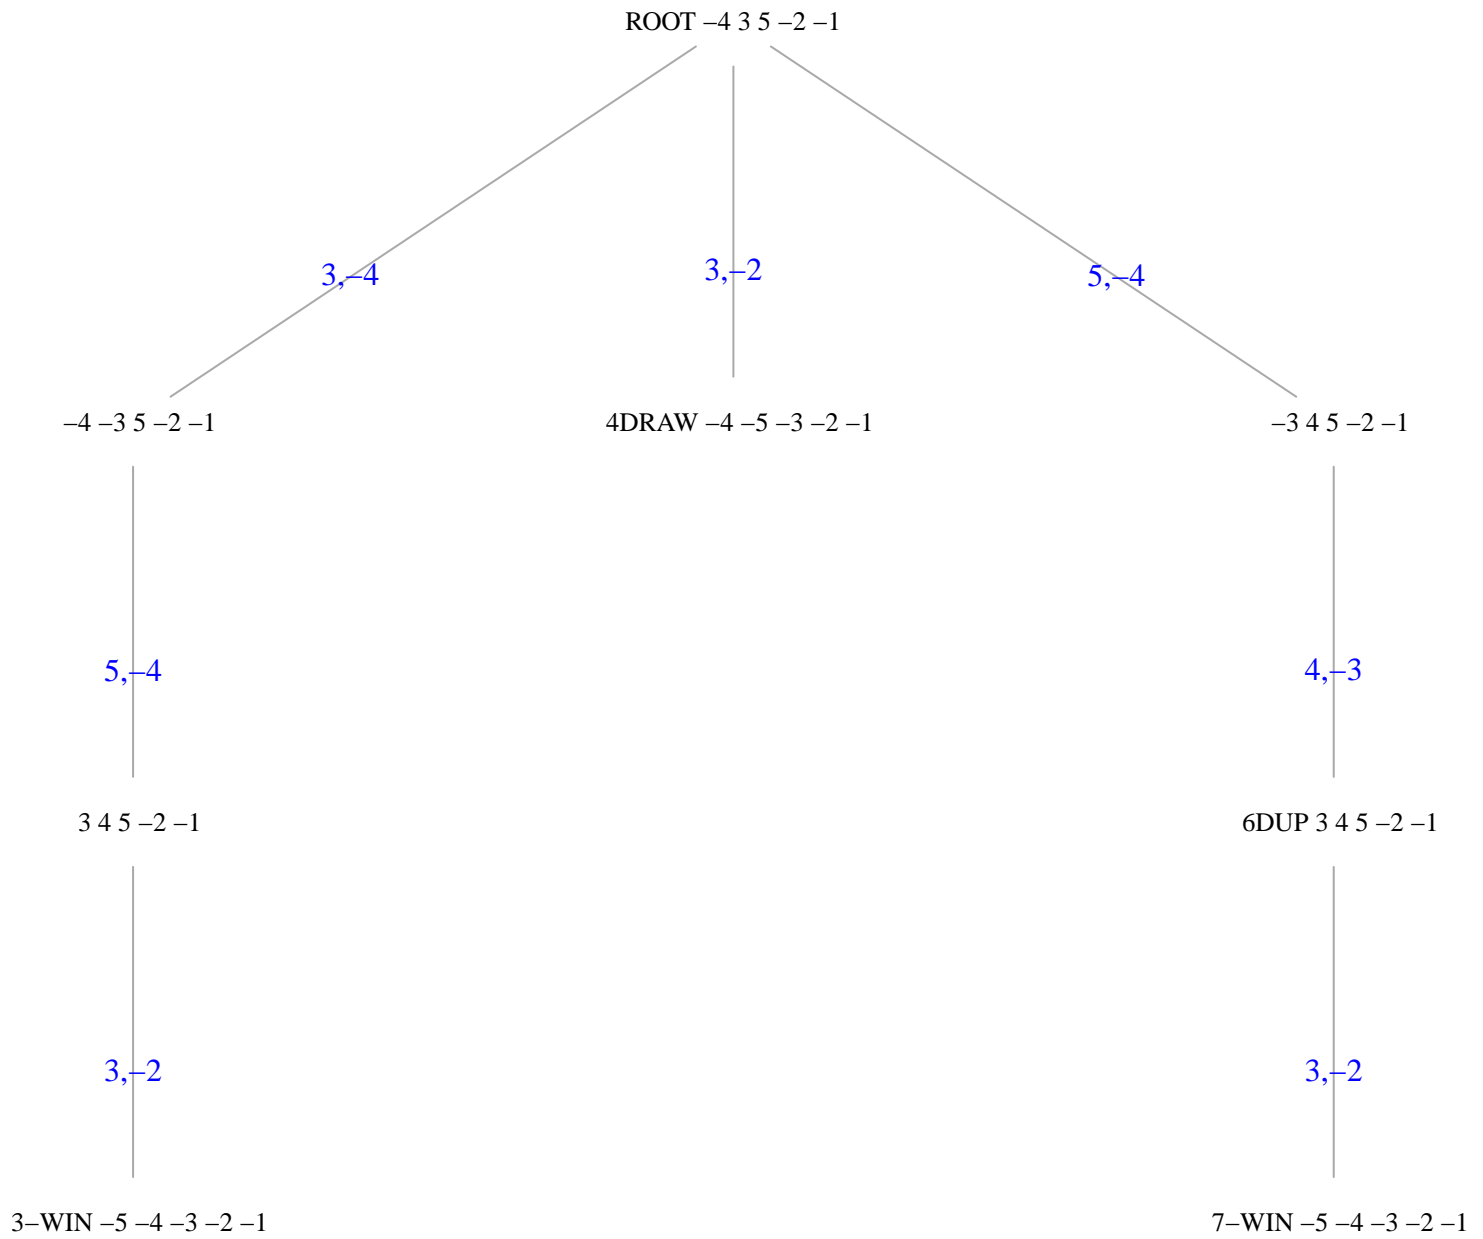 ROOT –4 3 5 –2 –1
3,–4
3,–2
5,–4
–4 –3 5 –2 –1
4DRAW –4 –5 –3 –2 –1
–3 4 5 –2 –1
5,–4
4,–3
3 4 5 –2 –1
6DUP 3 4 5 –2 –1
3,–2
3,–2
3–WIN –5 –4 –3 –2 –1
7–WIN –5 –4 –3 –2 –1